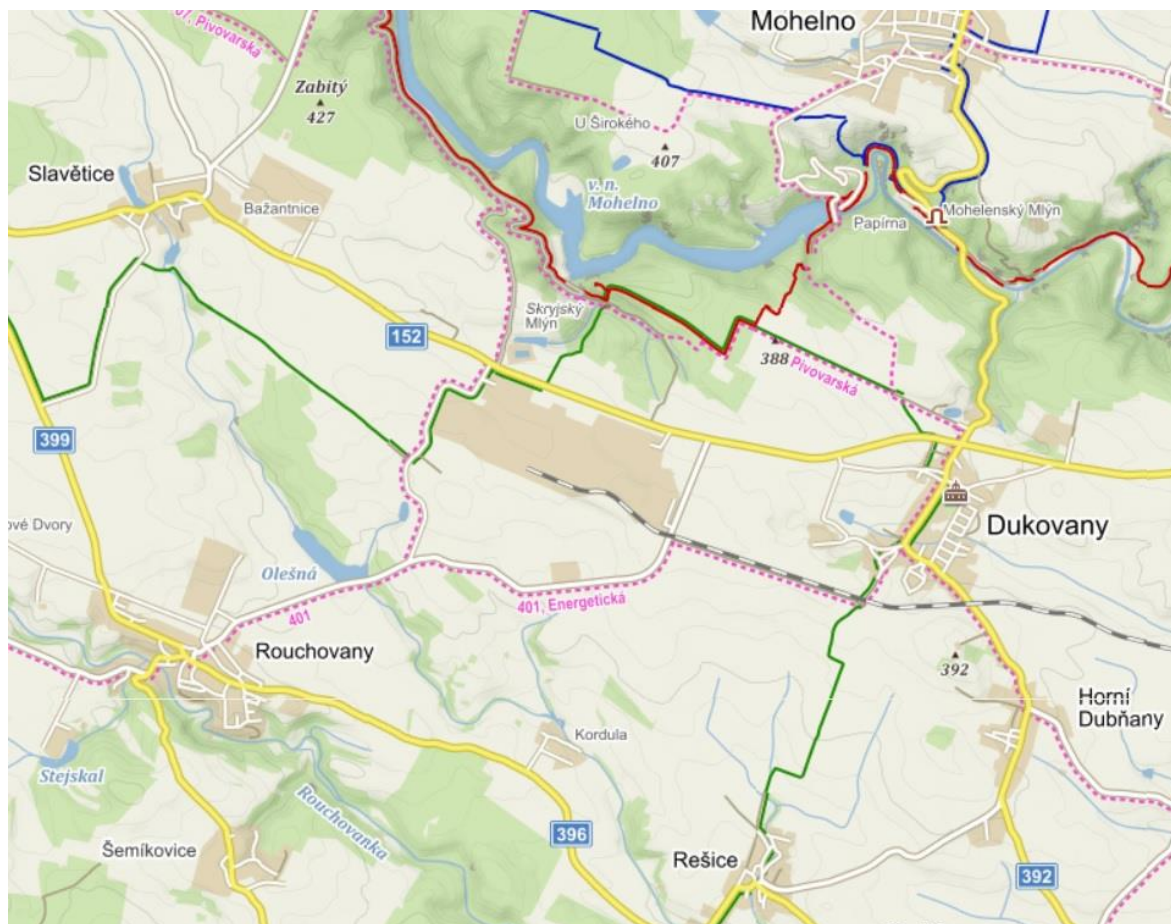 07, Pivovarská
Mohelno
Zabitý
427
U Širokého
407
Slavětice
v. n.
Mohelno
Bažantnice
Papírna
Mohelenský Mlýn
Skryjský
Mlýn
152
388
Pivovarská
399
ové Dvory
Dukovany
Olešná
401, Energetická
401
Rouchovany
392
Horní
Dubňany
Kordula
Stejskal
Rouchovanka
396
Šemíkovice
Rešice
392